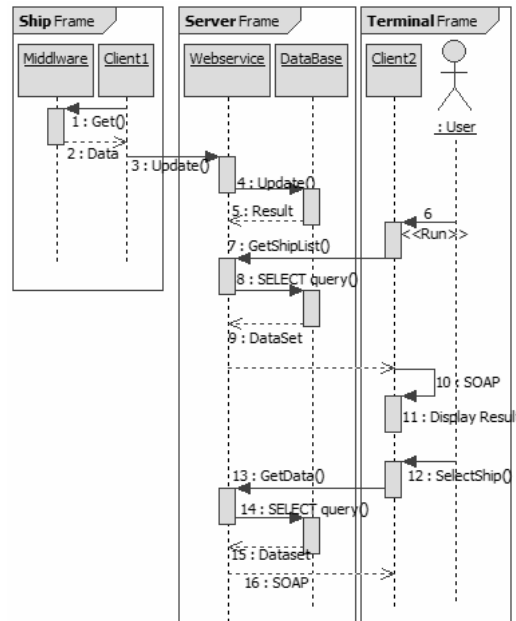 Ship Frame
Server Frame
Terminal Frame
Middlware
Client1
Webservice
DataBase
Client2
: User
1 : Get()
2 : Data
3 : Update()
4 : Update()
5 : Result
6
<<Run>>
7 : GetShipList()
8 : SELECT query()
9 : DataSet
10 : SOAP
11 : Display Resul
12 : SelectShip()
13 : GetData()
14 : SELECT query()
15 : Dataset
16 : SOAP